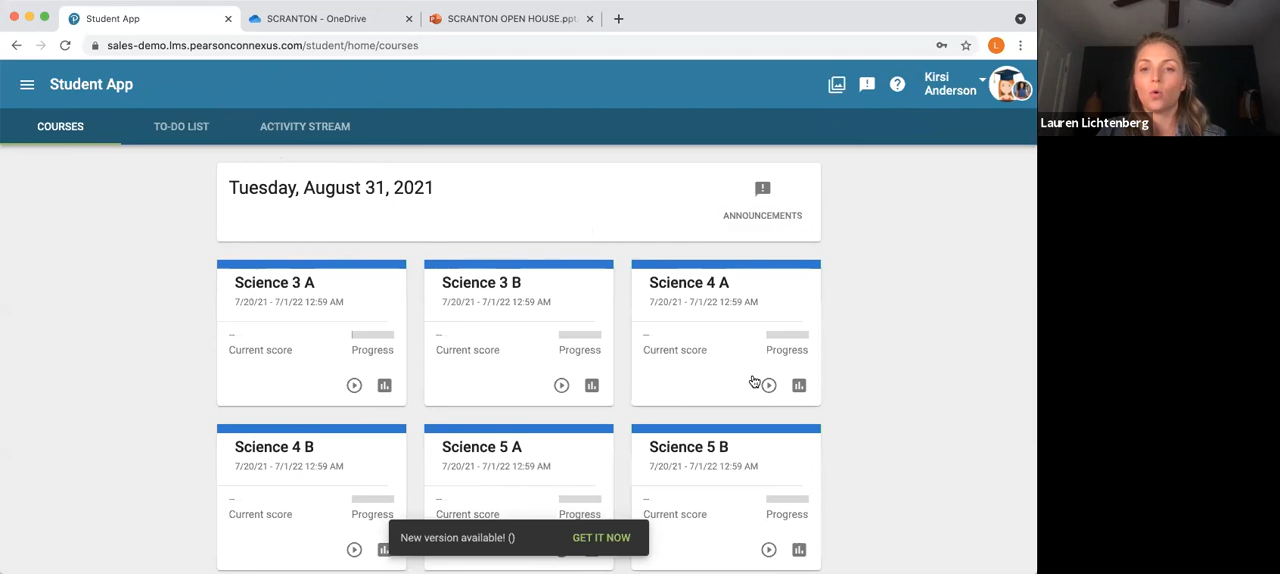 Student App
SCRANTON - OneDrive
SCRANTON OPEN HOUSE.ppt
sales-demo.lms.pearsonconnexus.com/student/home/courses
L
Student App
Kirsi
Anderson
Lauren Lichtenberg
COURSES
TO-DO LIST
ACTIVITY STREAM
Tuesday, August 31, 2021
ANNOUNCEMENTS
Science 3 A
7/20/21 - 7/1/22 12:59 AM
--
Current score
Progress
Science 3 B
7/20/21 - 7/1/22 12:59 AM
--
Current score
Progress
Science 4 A
7/20/21 - 7/1/22 12:59 AM
--
Current score
Progress
Science 4 B
7/20/21 - 7/1/22 12:59 AM
--
Current score
Progress
Science 5 A
7/20/21 - 7/1/22 12:59 AM
--
Current score
Progress
Science 5 B
7/20/21 - 7/1/22 12:59 AM
--
Current score
Progress
New version available! ()
GET IT NOW